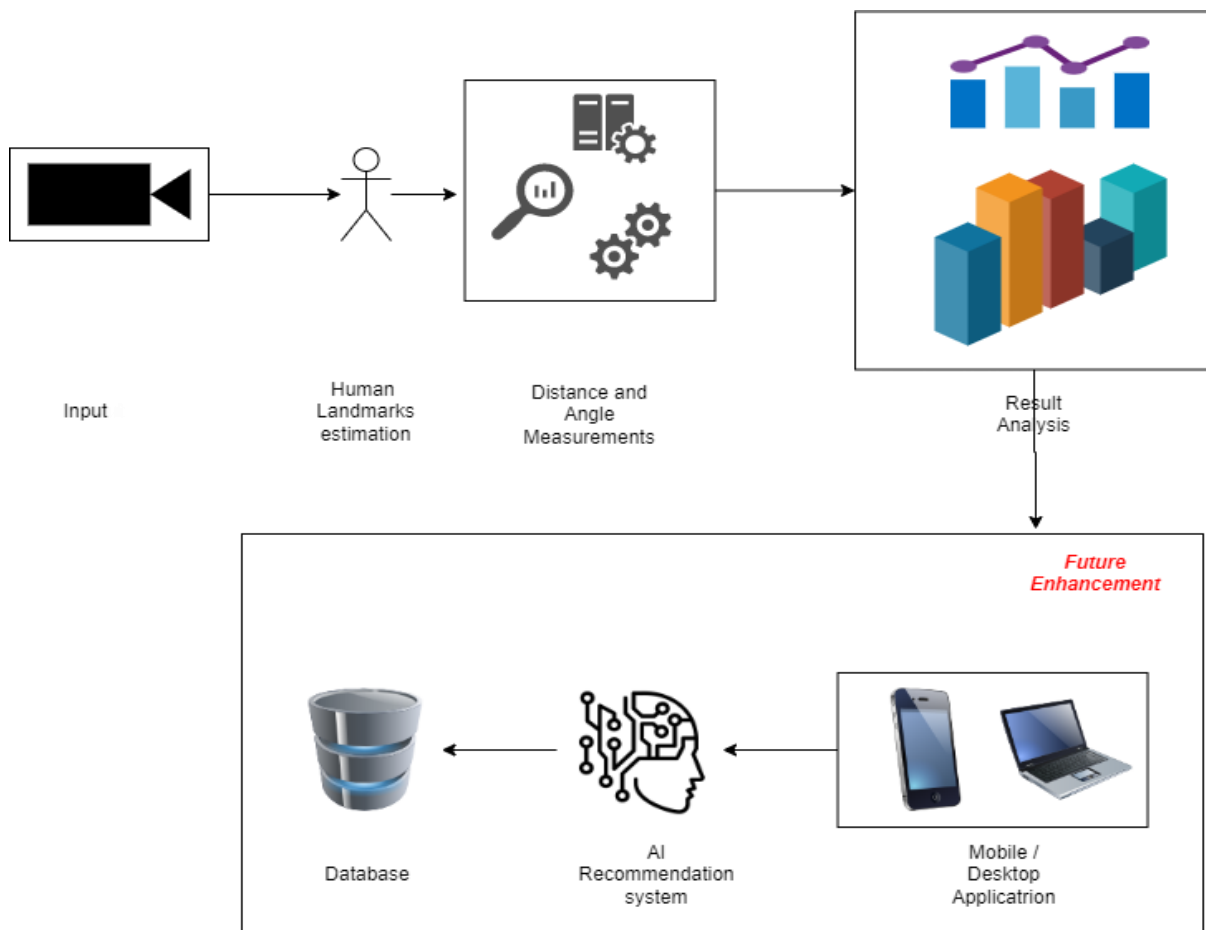 Input
Human
Landmarks
estimation
Distance and
Angle
Measurements
Result
Analysis
Future
Enhancement
Database
AI
Recommendation
system
Mobile /
Desktop
Applicatrion